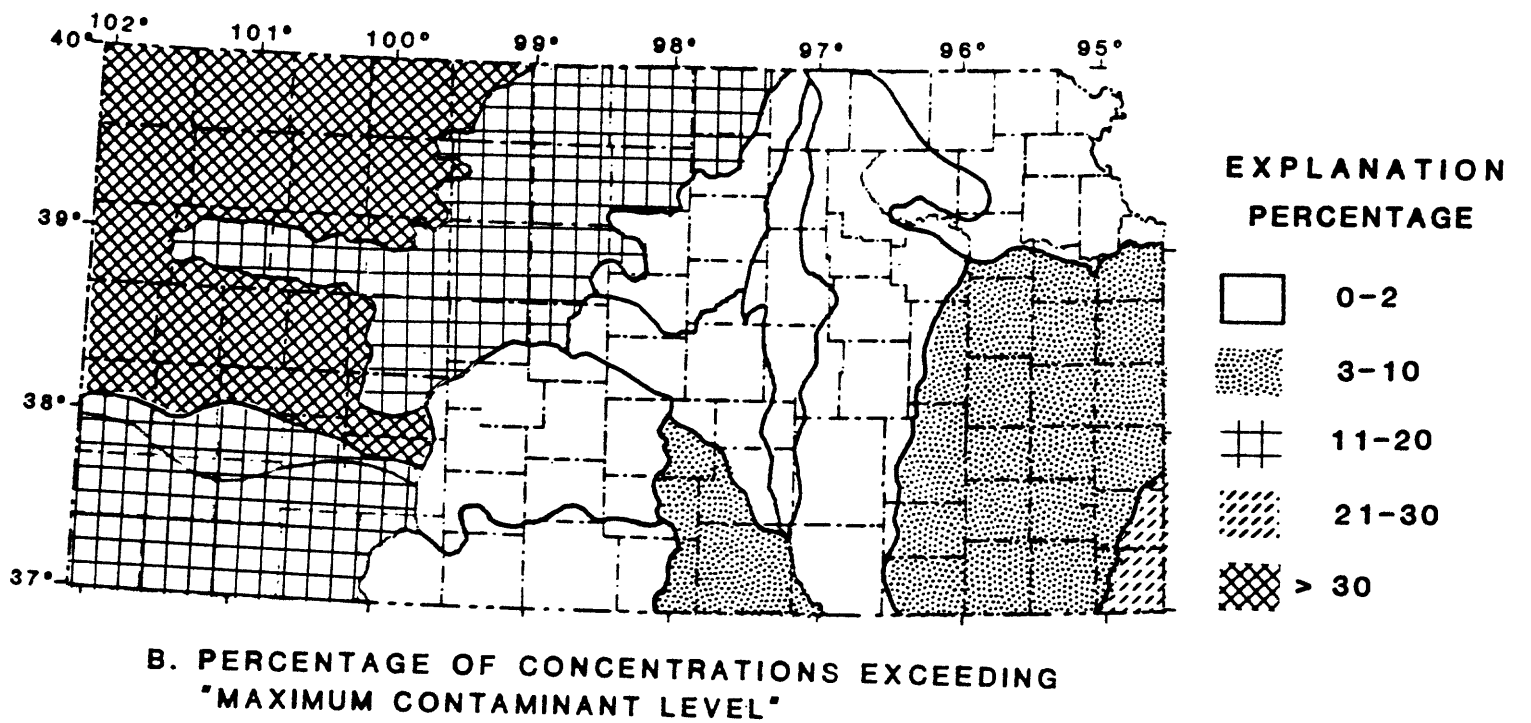 102° 101° 100° 99° 98° 97° 96° 95°
40°
39°
38°
37°
EXPLANATION
PERCENTAGE
0-2
3-10
11-20
21-30
> 30
B. PERCENTAGE OF CONCENTRATIONS EXCEEDING
"MAXIMUM CONTAMINANT LEVEL"